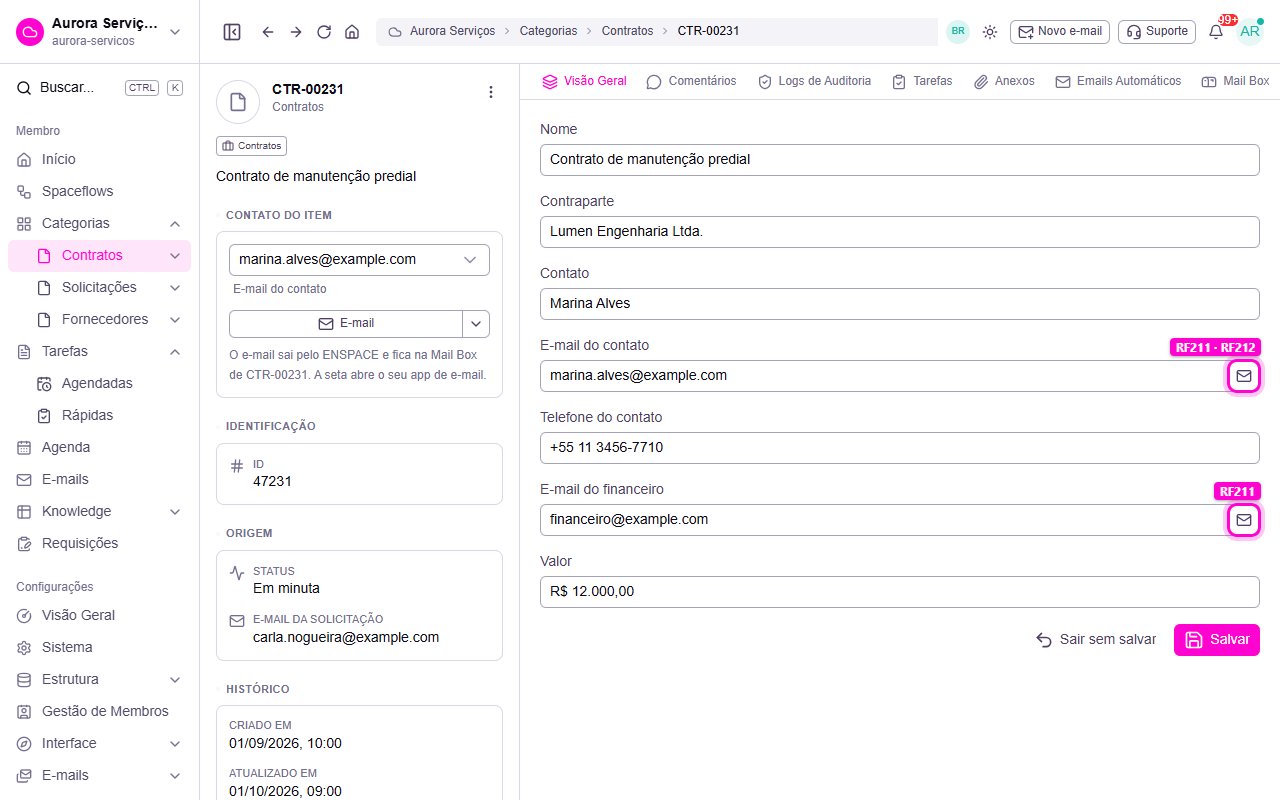 Aurora Serviç...
aurora-servicos
Aurora Serviços
Categorias
Contratos
CTR-00231
BR
Novo e-mail
Suporte
99+
AR
Buscar...
CTRL
K
Membro
Início
Spaceflows
Categorias
Contratos
Solicitações
Fornecedores
Tarefas
Agendadas
Rápidas
Agenda
E-mails
Knowledge
Requisições
Configurações
Visão Geral
Sistema
Estrutura
Gestão de Membros
Interface
E-mails
CTR-00231
Contratos
Contratos
Contrato de manutenção predial
CONTATO DO ITEM
marina.alves@example.com
E-mail do contato
E-mail
O e-mail sai pelo ENSPACE e fica na Mail Box
de CTR-00231. A seta abre o seu app de e-mail.
IDENTIFICAÇÃO
ID
47231
ORIGEM
STATUS
Em minuta
E-MAIL DA SOLICITAÇÃO
carla.nogueira@example.com
HISTÓRICO
CRIADO EM
01/09/2026, 10:00
ATUALIZADO EM
01/10/2026, 09:00
Visão Geral
Comentários
Logs de Auditoria
Tarefas
Anexos
Emails Automáticos
Mail Box
Nome
Contrato de manutenção predial
Contraparte
Lumen Engenharia Ltda.
Contato
Marina Alves
E-mail do contato
RF211 · RF212
marina.alves@example.com
Telefone do contato
+55 11 3456-7710
E-mail do financeiro
RF211
financeiro@example.com
Valor
R$ 12.000,00
Sair sem salvar
Salvar